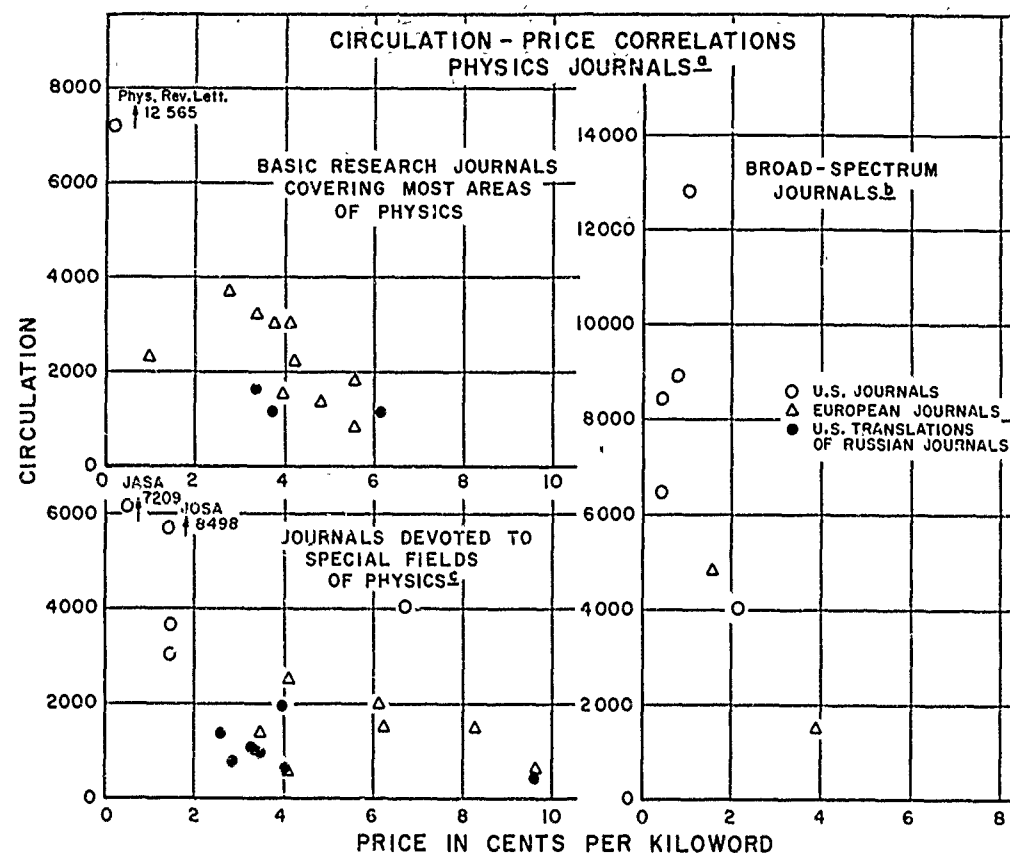 CIRCULATION - PRICE CORRELATIONS
PHYSICS JOURNALS a
8000
6000
4000
2000
0
Phys. Rev. Lett.
12 565
BASIC RESEARCH JOURNALS
COVERING MOST AREAS
OF PHYSICS
0 2 4 6 8 10
CIRCULATION
6000
4000
2000
0
JASA
7209
JOSA
8498
JOURNALS DEVOTED TO
SPECIAL FIELDS
OF PHYSICS c
0 2 4 6 8 10
14000
12000
10000
8000
6000
4000
2000
0
BROAD-SPECTRUM
JOURNALS b
U.S. JOURNALS
EUROPEAN JOURNALS
U.S. TRANSLATIONS
OF RUSSIAN JOURNALS
0 2 4 6 8
PRICE IN CENTS PER KILOWORD